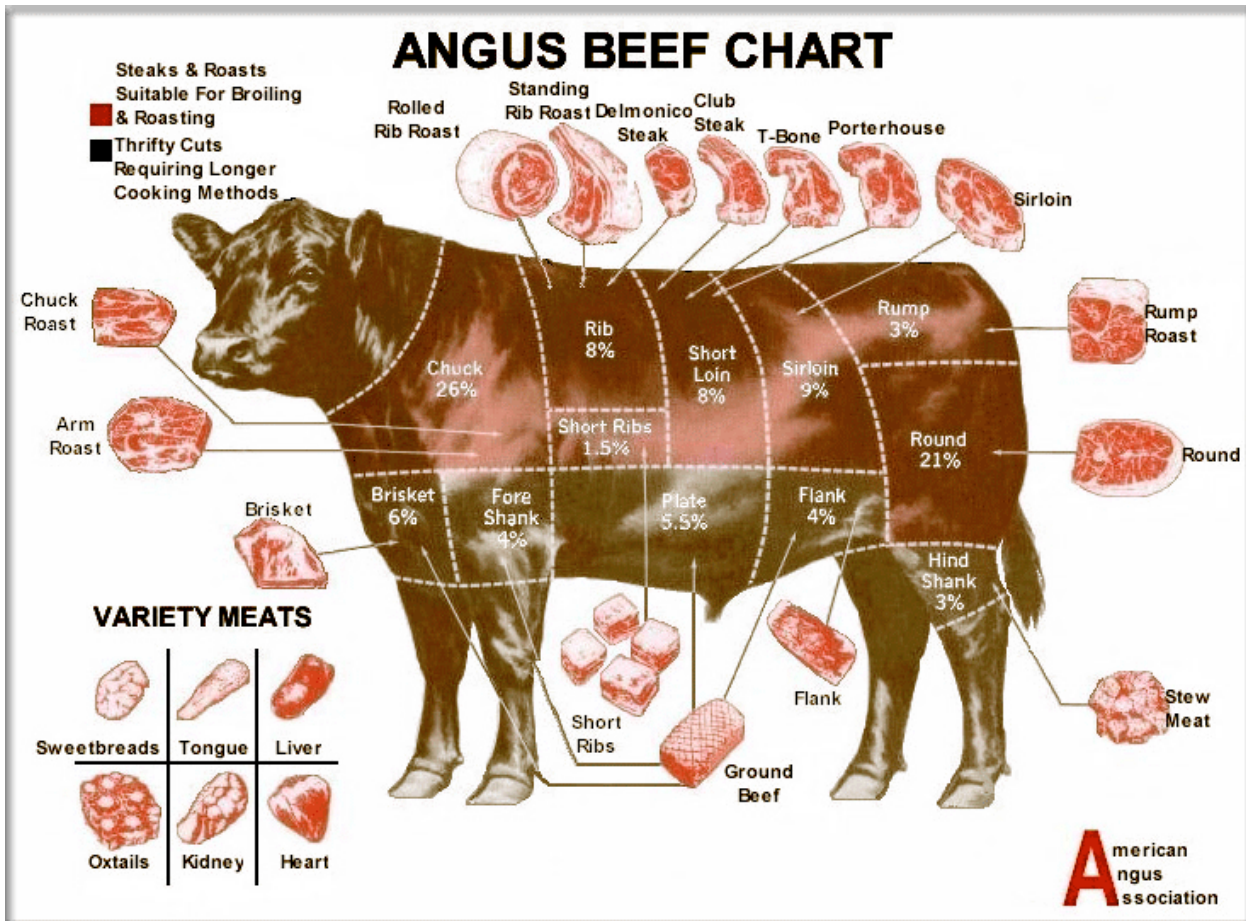 ANGUS BEEF CHART
Steaks & Roasts
Suitable For Broiling
& Roasting
Thrifty Cuts
Requiring Longer
Cooking Methods
Rolled
Rib Roast
Standing
Rib Roast
Delmonico
Steak
Club
Steak
T-Bone
Porterhouse
Sirloin
Chuck
Roast
Arm
Roast
Brisket
Rump
Roast
Round
Stew
Meat
Chuck
26%
Rib
8%
Short Ribs
1.5%
Short
Loin
8%
Sirloin
9%
Rump
3%
Round
21%
Brisket
6%
Fore
Shank
4%
Plate
5.5%
Flank
4%
Hind
Shank
3%
Short
Ribs
Ground
Beef
Flank
VARIETY MEATS
Sweetbreads
Tongue
Liver
Oxtails
Kidney
Heart
American
Angus
Association